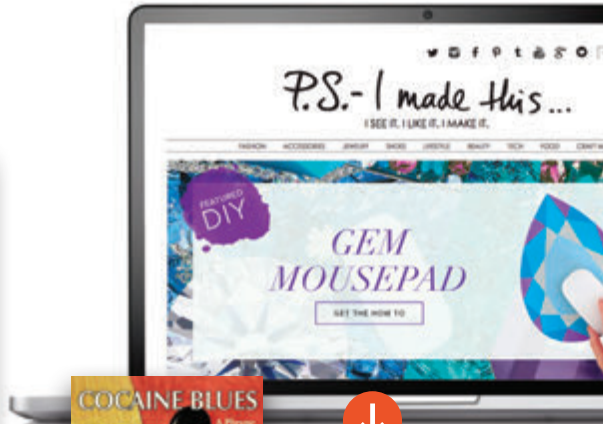 P.S.- I made this...
I SEE IT. I LIKE IT. I MAKE IT.
FASHION ACCESSORIES JEWELRY SHOES LIFESTYLE BEAUTY TECH FOOD
FEATURED
DIY
GEM
MOUSEPAD
GET THE HOW TO
COCAINE BLUES